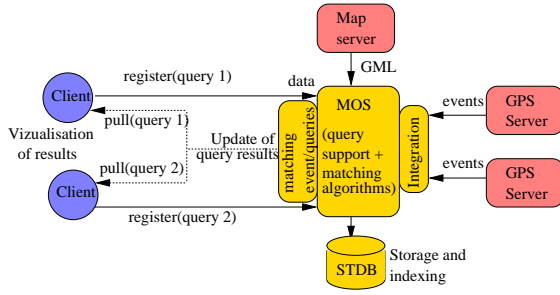 Map
server
GML
register(query 1)
data
Client
pull(query 1)
Vizualisation
of results
Update of
query results
matching
event/queries
MOS
(query
support +
matching
algorithms)
Integration
events
GPS
Server
events
GPS
Server
pull(query 2)
Client
register(query 2)
STDB
Storage and
indexing